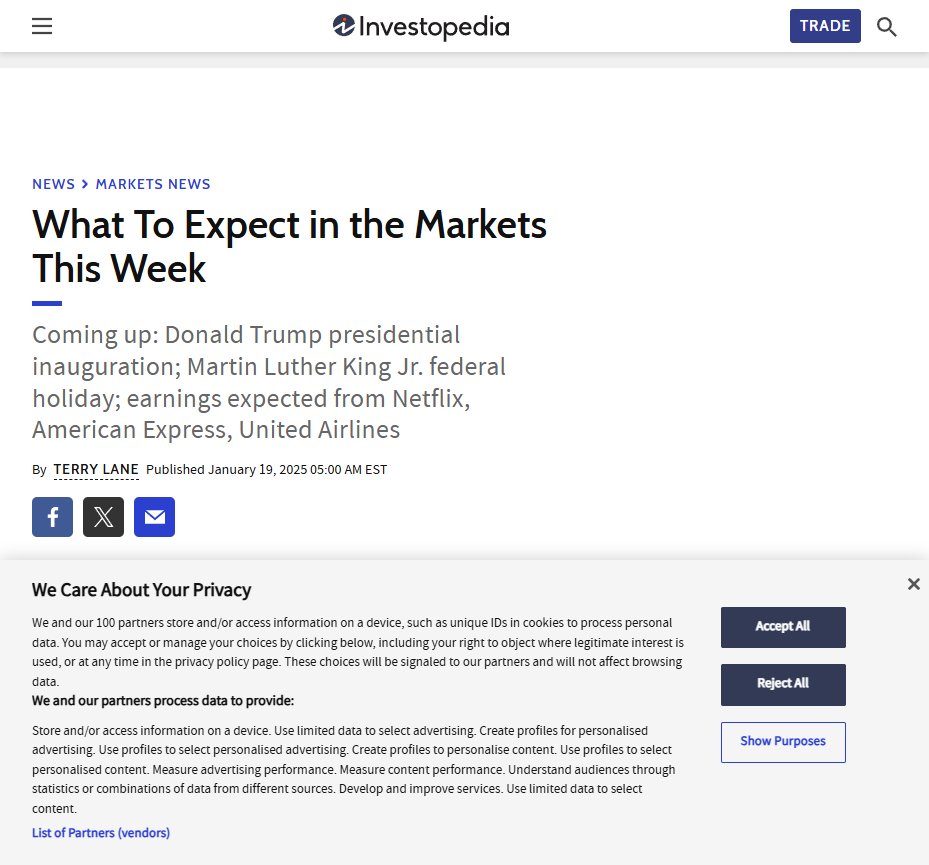 Investopedia
TRADE
NEWS > MARKETS NEWS
What To Expect in the Markets
This Week
Coming up: Donald Trump presidential
inauguration; Martin Luther King Jr. federal
holiday; earnings expected from Netflix,
American Express, United Airlines
By TERRY LANE Published January 19, 2025 05:00 AM EST
We Care About Your Privacy
We and our 100 partners store and/or access information on a device, such as unique IDs in cookies to process personal
data. You may accept or manage your choices by clicking below, including your right to object where legitimate interest is
used, or at any time in the privacy policy page. These choices will be signaled to our partners and will not affect browsing
data.
We and our partners process data to provide:
Store and/or access information on a device. Use limited data to select advertising. Create profiles for personalised
advertising. Use profiles to select personalised advertising. Create profiles to personalise content. Use profiles to select
personalised content. Measure advertising performance. Measure content performance. Understand audiences through
statistics or combinations of data from different sources. Develop and improve services. Use limited data to select
content.
List of Partners (vendors)
Accept All
Reject All
Show Purposes